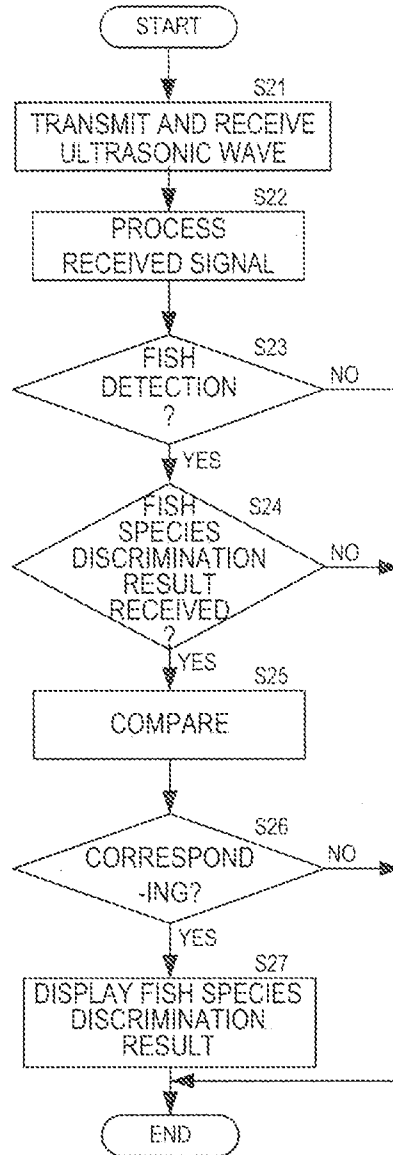 START
S21
TRANSMIT AND RECEIVE
ULTRASONIC WAVE
S22
PROCESS
RECEIVED SIGNAL
S23
FISH
DETECTION
?
NO
YES
S24
FISH
SPECIES
DISCRIMINATION
RESULT
RECEIVED
?
NO
YES
S25
COMPARE
S26
CORRESPOND
-ING?
NO
YES
S27
DISPLAY FISH SPECIES
DISCRIMINATION
RESULT
END